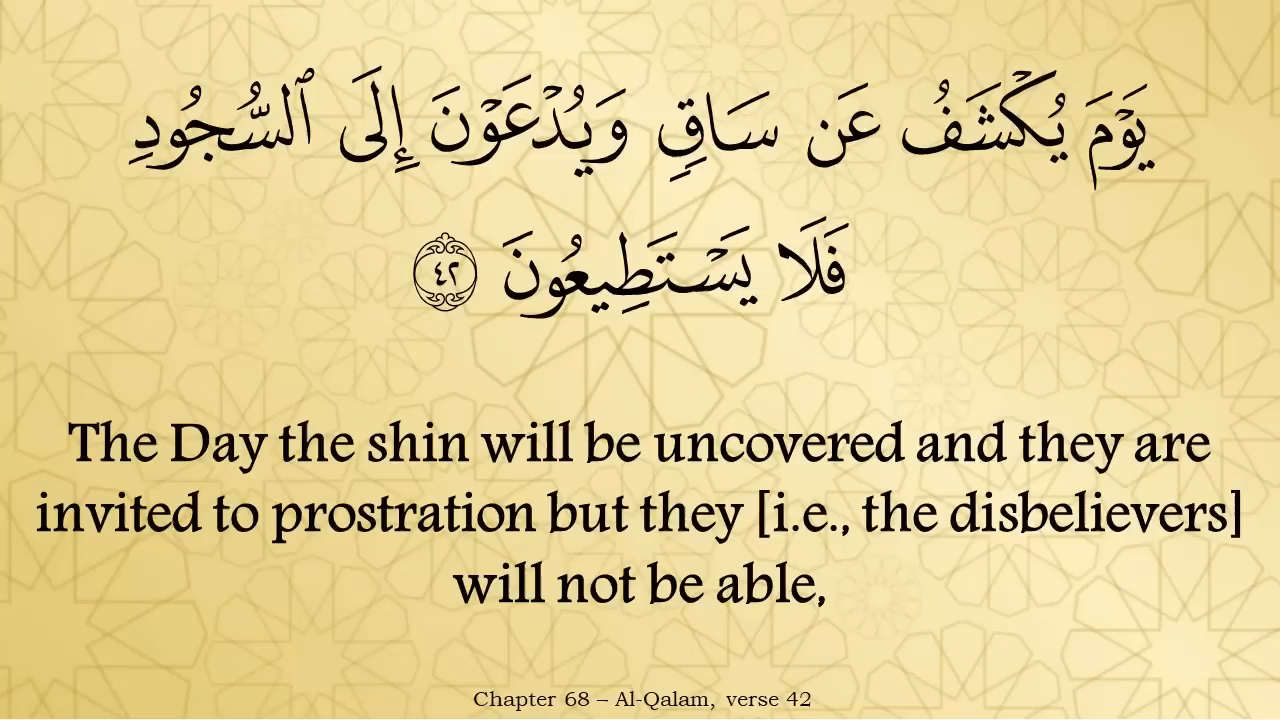 يَوْمَ يُكْشَفُ عَن سَاقٍ وَيُدْعَوْنَ إِلَى ٱلسُّجُودِ
فَلَا يَسْتَطِيعُونَ ٤٢
The Day the shin will be uncovered and they are
invited to prostration but they [i.e., the disbelievers]
will not be able,
Chapter 68 – Al-Qalam, verse 42